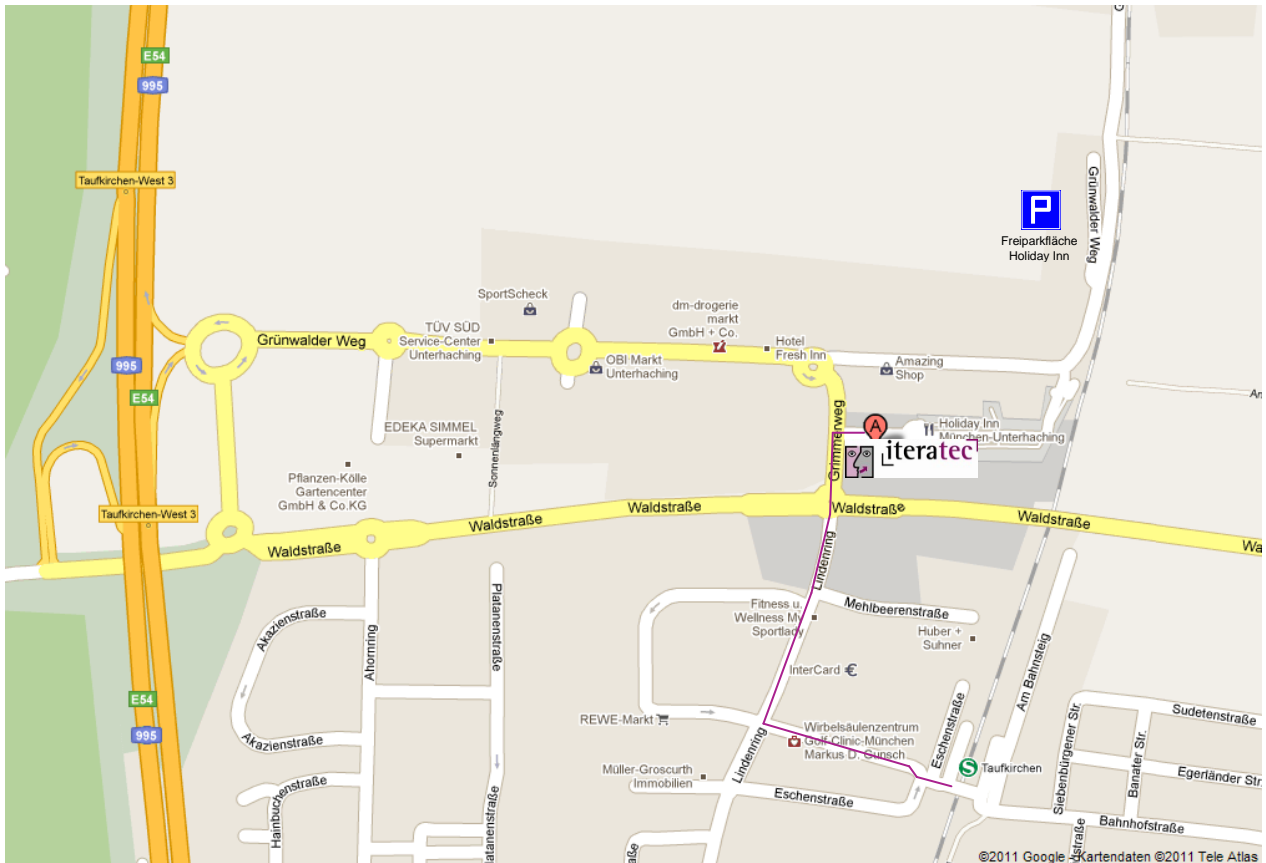 E54
995
Taufkirchen-West 3
P
Freiparkfläche
Holiday Inn
Grünwalder Weg
SportScheck
dm-drogerie
markt
GmbH + Co.
TÜV SÜD
Service-Center
Unterhaching
Grünwalder Weg
Hotel
Fresh Inn
OBI Markt
Unterhaching
Amazing
Shop
995
E54
EDEKA SIMMEL
Supermarkt
Sonnenlängweg
Grimmerweg
A
Holiday Inn
München-Unterhaching
iteratec
Pflanzen-Kölle
Gartencenter
GmbH & Co.KG
Taufkirchen-West 3
Waldstraße
Waldstraße
Waldstraße
Waldstraße
Waldstraße
Wa
Lindenring
Platanenstraße
Akazienstraße
Ahornring
Fitness u.
Wellness My
Sportlady
Mehlbeerenstraße
Huber +
Suhner
InterCard €
Am Bahnsteig
E54
995
REWE-Markt
Akazienstraße
Wirbelsäulenzentrum
Golf-Clinic-München
Markus D. Gunsch
Eschenstraße
Lindenring
Siebenbürgener Str.
Sudetenstraße
Banater Str.
Egerländer Str.
Müller-Groscurth
Immobilien
S
Taufkirchen
Eschenstraße
Hainbuchenstraße
Platanenstraße
Bahnhofstraße
©2011 Google - Kartendaten ©2011 Tele Atlas